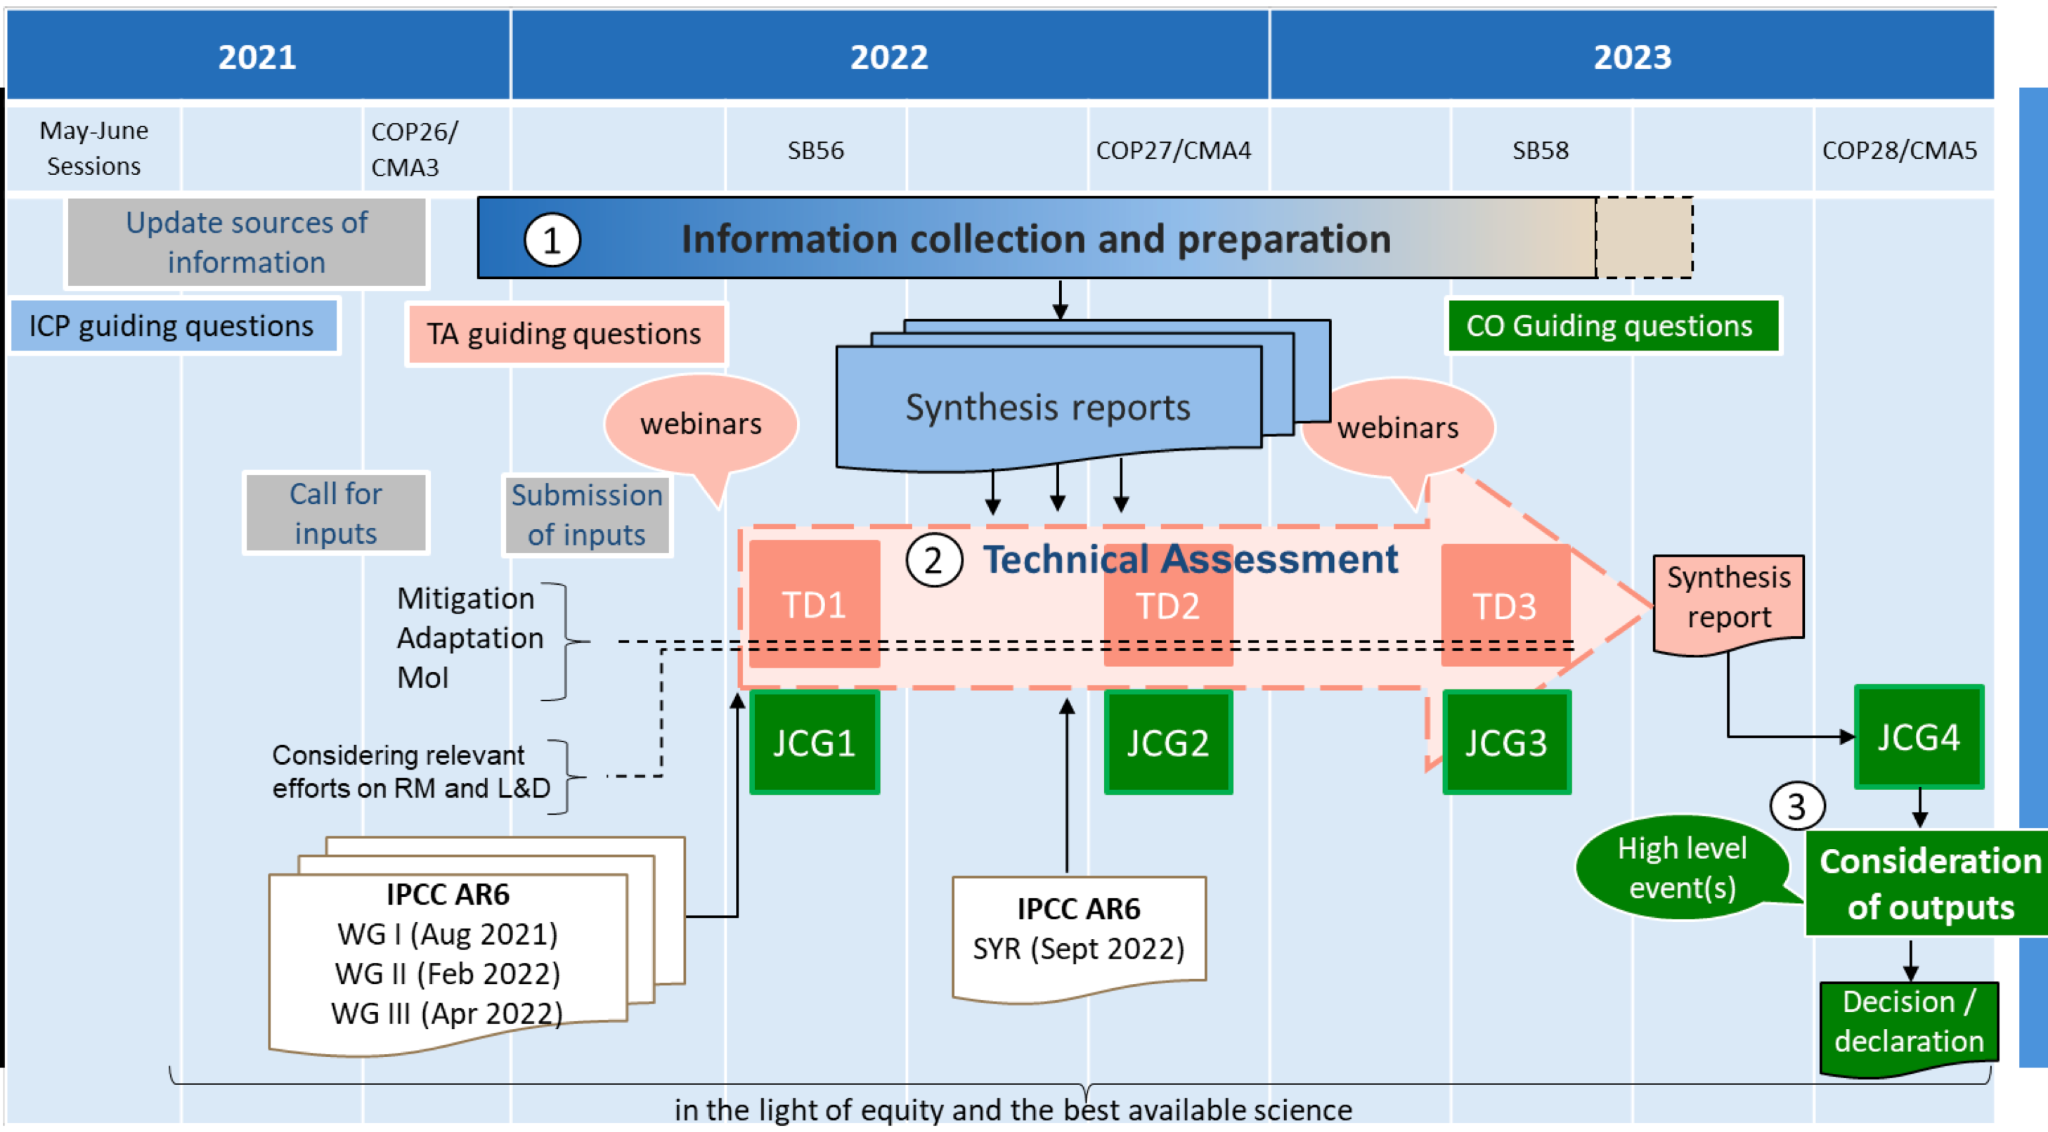 2021
2022
2023
May-June
Sessions
COP26/
CMA3
SB56
COP27/CMA4
SB58
COP28/CMA5
Update sources of
information
1
Information collection and preparation
ICP guiding questions
TA guiding questions
CO Guiding questions
webinars
Synthesis reports
webinars
Call for
inputs
Submission
of inputs
2
Technical Assessment
TD1
TD2
TD3
Synthesis
report
Mitigation
Adaptation
MoI
Considering relevant
efforts on RM and L&D
JCG1
JCG2
JCG3
JCG4
3
High level
event(s)
Consideration
of outputs
IPCC AR6
WG I (Aug 2021)
WG II (Feb 2022)
WG III (Apr 2022)
IPCC AR6
SYR (Sept 2022)
Decision /
declaration
in the light of equity and the best available science